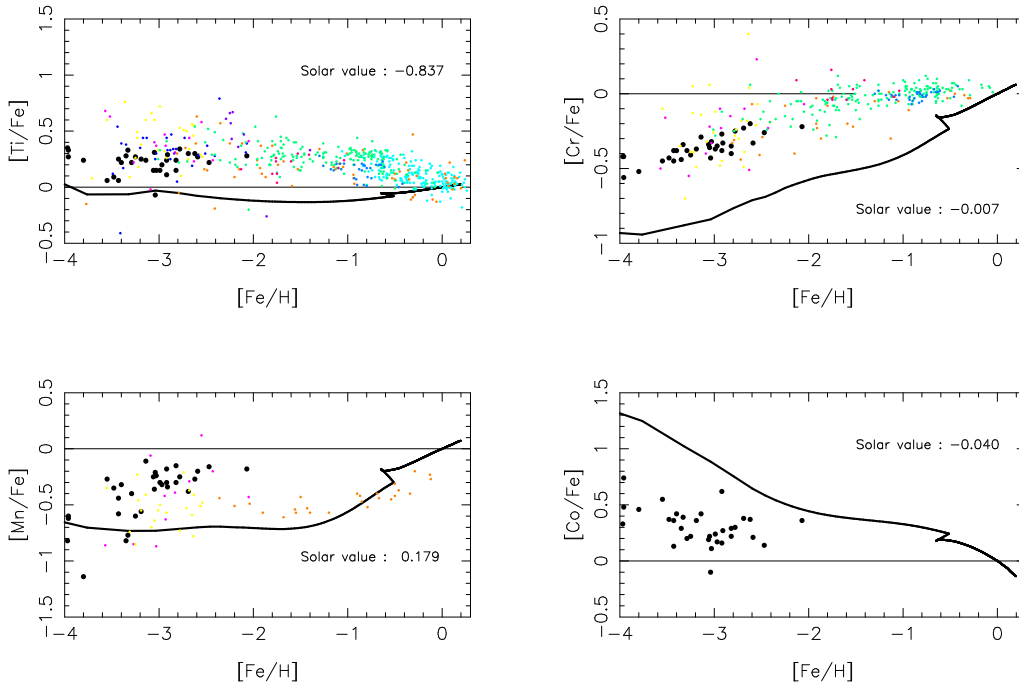 1.5
1
0.5
0
0.5
[Ti/Fe]
Solar value : −0.837
−4 −3 −2 −1 0
[Fe/H]
0.5
0
−0.5
−1
[Cr/Fe]
Solar value : −0.007
−4 −3 −2 −1 0
[Fe/H]
0.5
0
−0.5
−1
1.5
[Mn/Fe]
Solar value : 0.179
−4 −3 −2 −1 0
[Fe/H]
1.5
1
0.5
0
0.5
[Co/Fe]
Solar value : −0.040
−4 −3 −2 −1 0
[Fe/H]